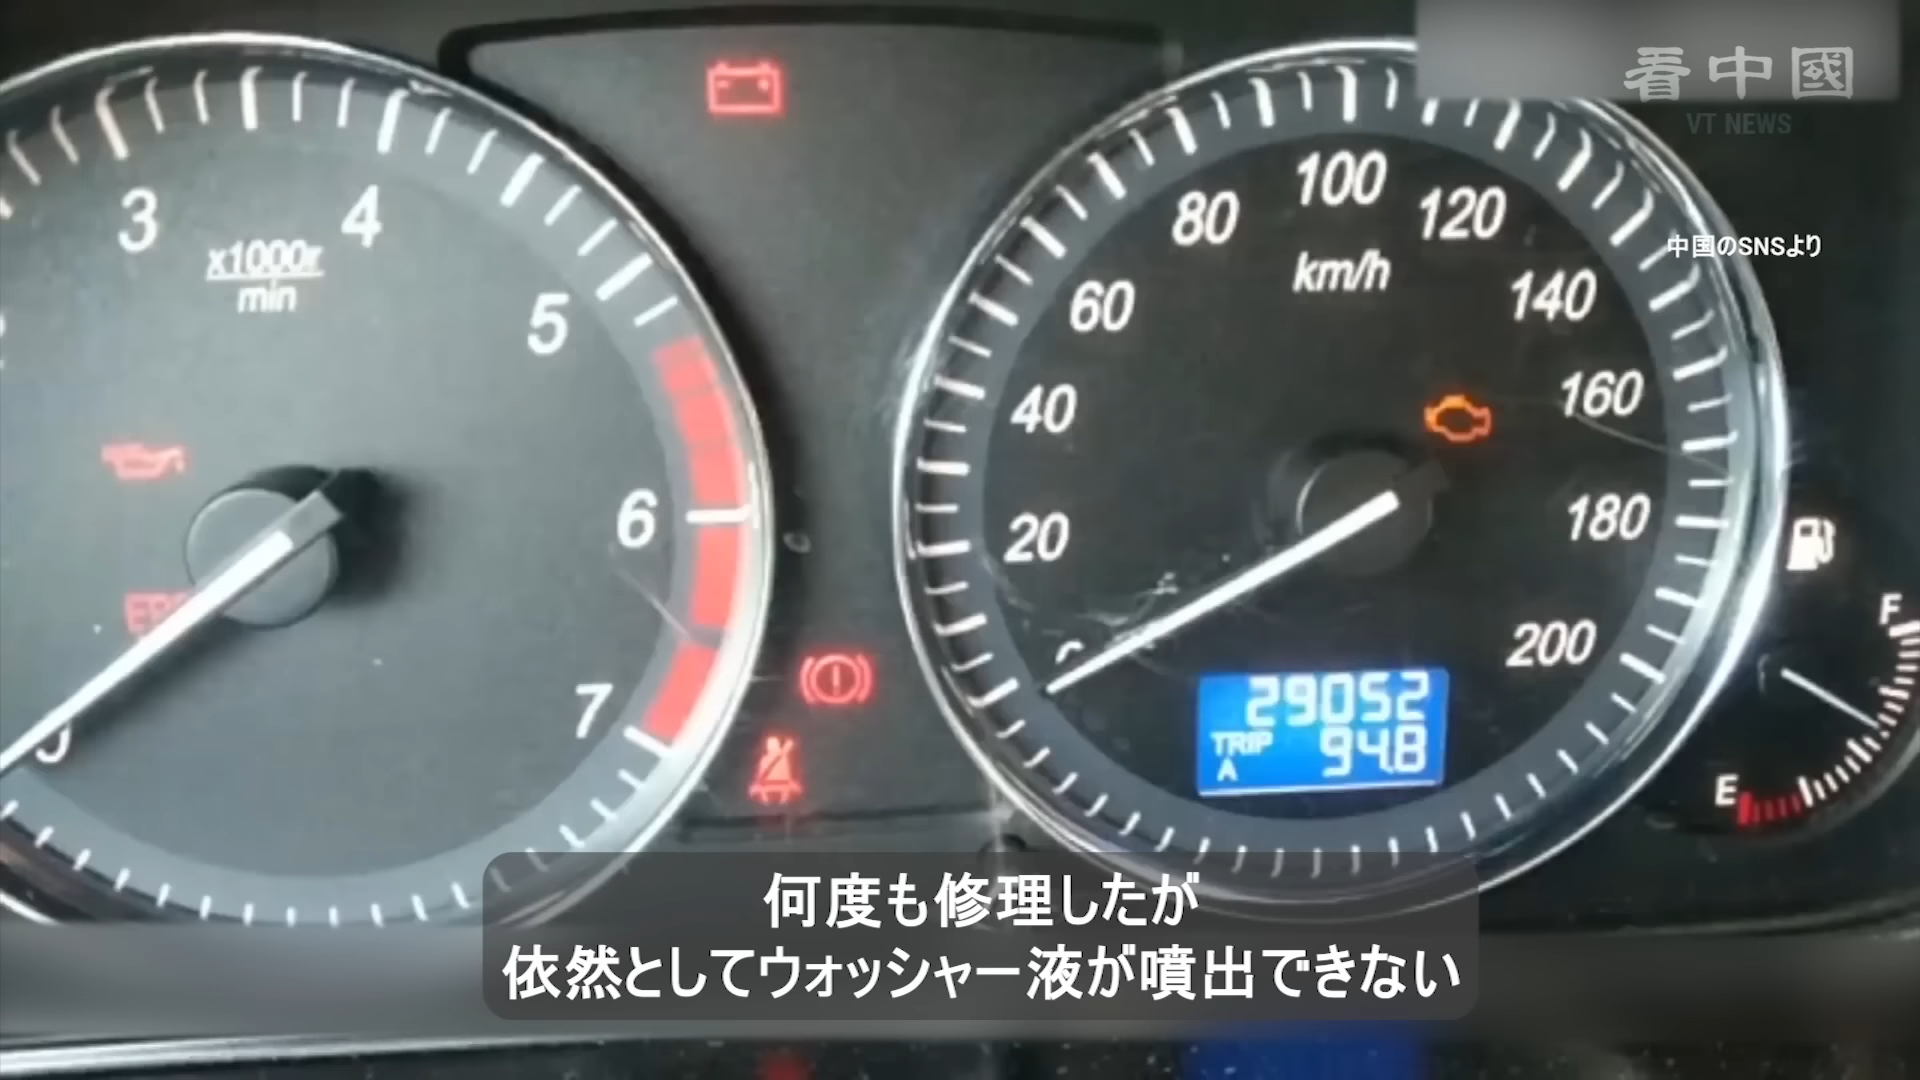 看中國
VT NEWS
中国のSNSより
3
4
5
6
7
x1000r
min
20
40
60
80
100
120
140
160
180
200
km/h
29052
TRIP
A
94.8
F
E
何度も修理したが
依然としてウォッシャー液が噴出できない